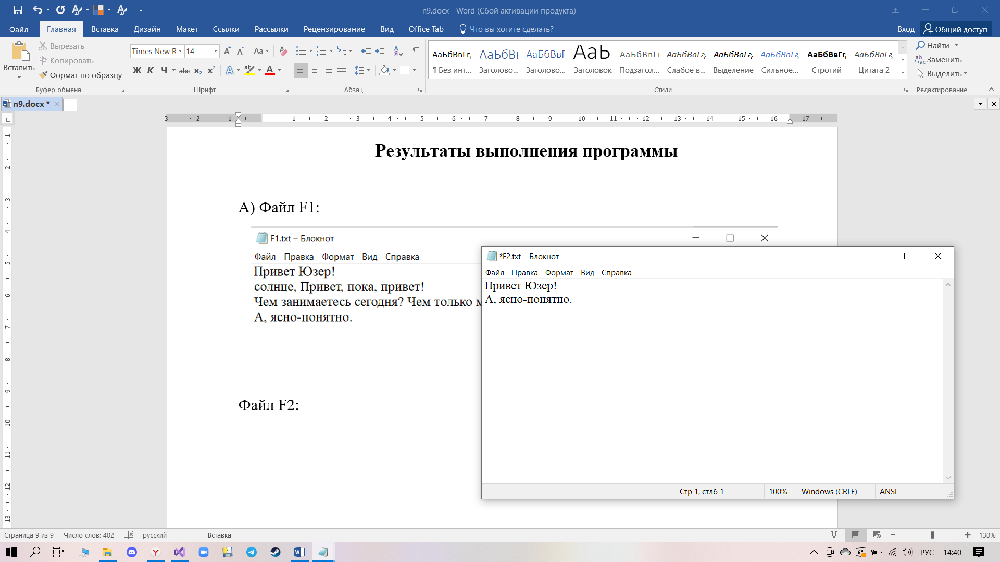 n9.docx - Word (Сбой активации продукта)
Файл Главная Вставка Дизайн Макет Ссылки Рассылки Рецензирование Вид Office Tab Что вы хотите сделать? Вход Общий доступ
Вставить
Вырезать
Копировать
Формат по образцу
Буфер обмена
Times New R 14
Aa
Ж К Ч abc x₂ x² А А
Шрифт
Абзац
АаБбВвГг, АаБбВ АаБбВвГ АаЬ АаБбВвГ АаБбВвГг, АаБбВвГг, АаБбВвГг, АаБбВвГг, АаБбВвГг,
¶ Без инт... Заголово... Заголово... Заголовок Подзагол... Слабое в... Выделение Сильное... Строгий Цитата 2
Стили
Найти
Заменить
Выделить
Редактирование
n9.docx *
3 2 1 1 2 3 4 5 6 7 8 9 10 11 12 13 14 15 16 17
1
2
3
4
5
6
7
8
9
10
11
12
13
Результаты выполнения программы
А) Файл F1:
F1.txt – Блокнот
Файл Правка Формат Вид Справка
Привет Юзер!
солнце, Привет, пока, привет!
Чем занимаетесь сегодня? Чем только
А, ясно-понятно.
Файл F2:
*F2.txt – Блокнот
Файл Правка Формат Вид Справка
Привет Юзер!
А, ясно-понятно.
Стр 1, стлб 1 100% Windows (CRLF) ANSI
Страница 9 из 9 Число слов: 402 русский Вставка 130%
РУС 14:40